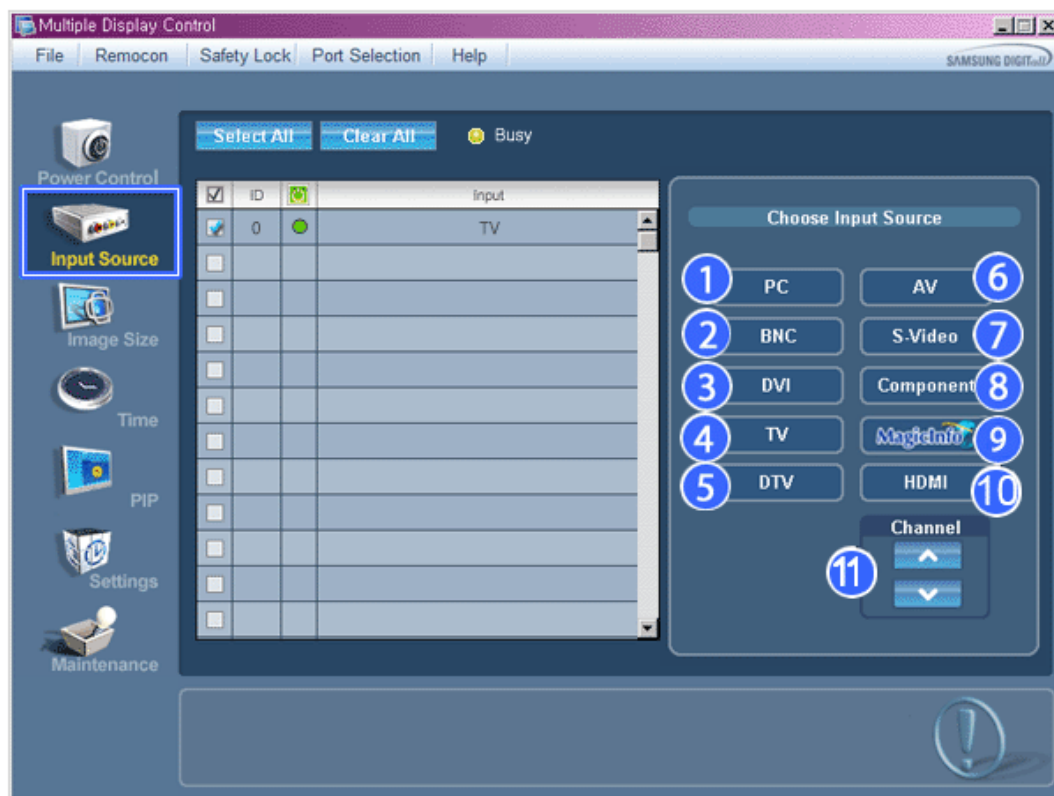 Multiple Display Control
File Remocon Safety Lock Port Selection Help
SAMSUNG DIGITall
Select All Clear All Busy
Power Control
Input Source
Image Size
Time
PIP
Settings
Maintenance
ID Input
0 TV
Choose Input Source
1 PC AV 6
2 BNC S-Video 7
3 DVI Component 8
4 TV MagicInfo 9
5 DTV HDMI 10
Channel
11